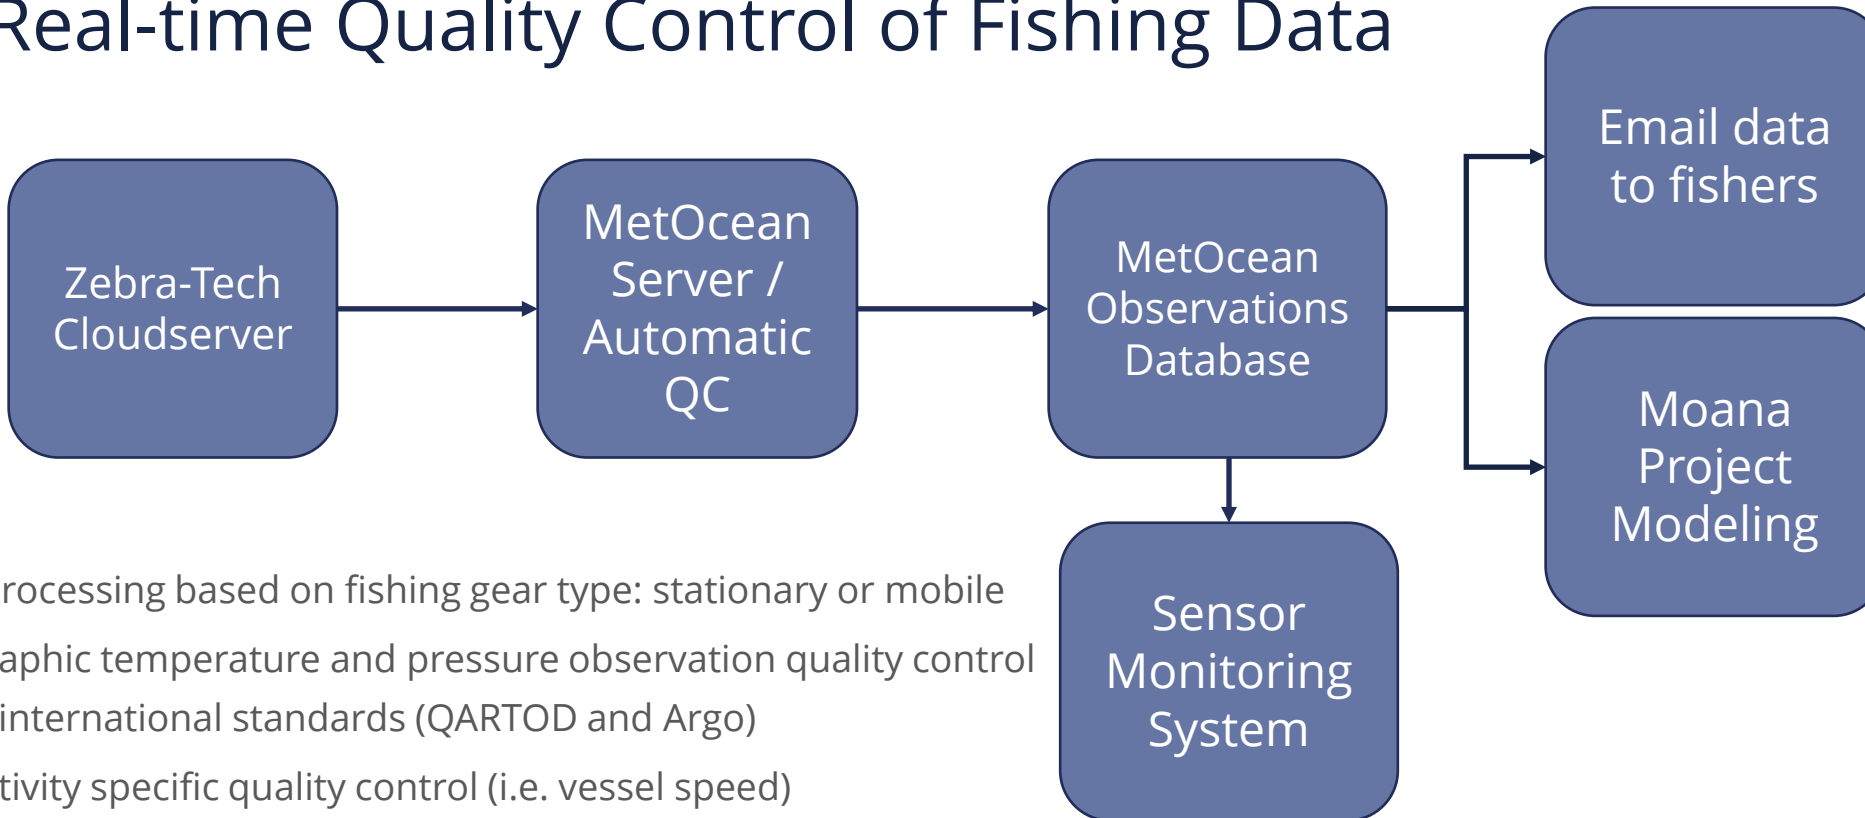 Real-time Quality Control of Fishing Data
Zebra-Tech
Cloudserver
MetOcean
Server /
Automatic
QC
MetOcean
Observations
Database
Email data
to fishers
Moana
Project
Modeling
Sensor
Monitoring
System
rocessing based on fishing gear type: stationary or mobile
aphic temperature and pressure observation quality control
international standards (QARTOD and Argo)
tivity specific quality control (i.e. vessel speed)